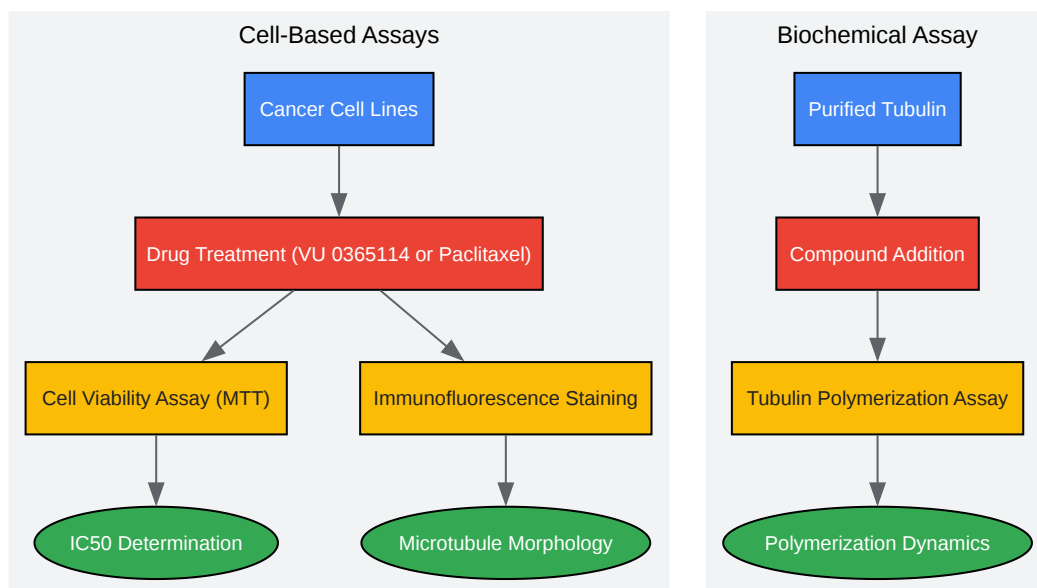 Cell-Based Assays
Cancer Cell Lines
Drug Treatment (VU 0365114 or Paclitaxel)
Cell Viability Assay (MTT)
Immunofluorescence Staining
IC50 Determination
Microtubule Morphology
Biochemical Assay
Purified Tubulin
Compound Addition
Tubulin Polymerization Assay
Polymerization Dynamics